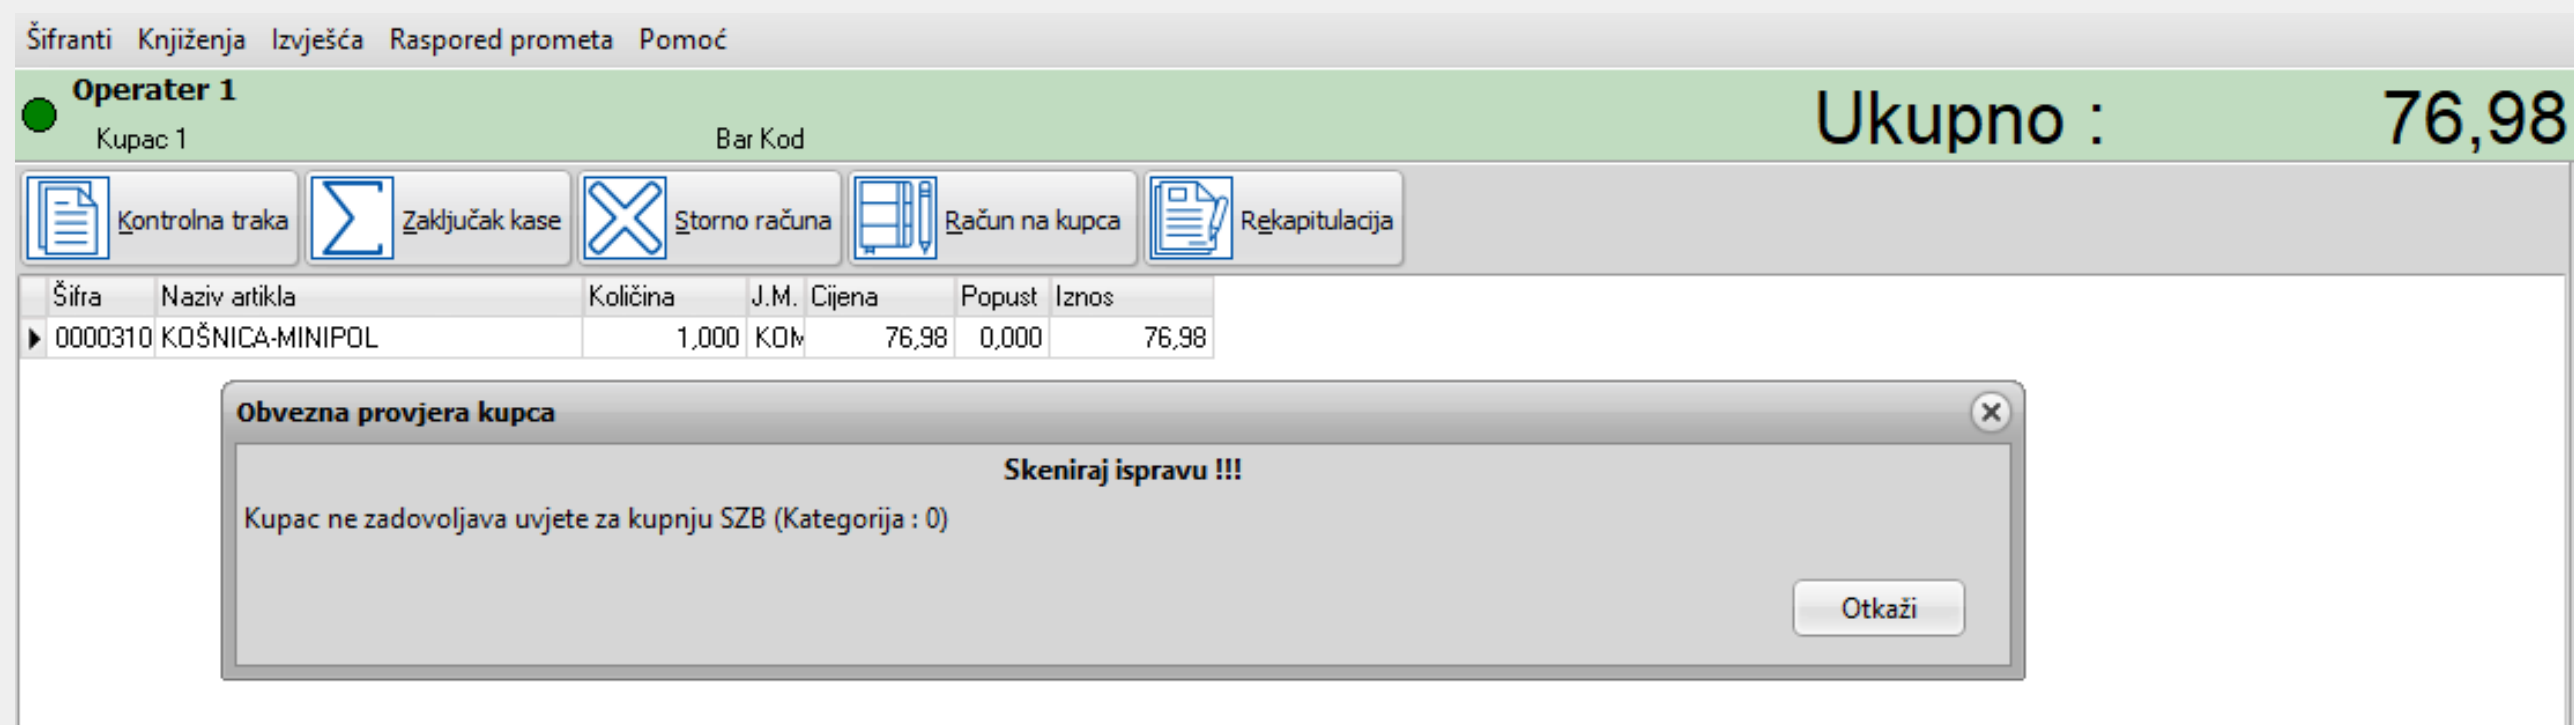 Šifranti Knjiženja Izvješća Raspored prometa Pomoć
Operater 1
Ukupno : 76,98
Kupac 1 Bar Kod
Kontrolna traka Zaključak kase Storno računa Račun na kupca Rekapitulacija
Šifra Naziv artikla Količina J.M. Cijena Popust Iznos
0000310 KOŠNICA-MINIPOL 1,000 KOM 76,98 0,000 76,98
Obvezna provjera kupca
Skeniraj ispravu !!!
Kupac ne zadovoljava uvjete za kupnju SZB (Kategorija : 0)
Otkaži